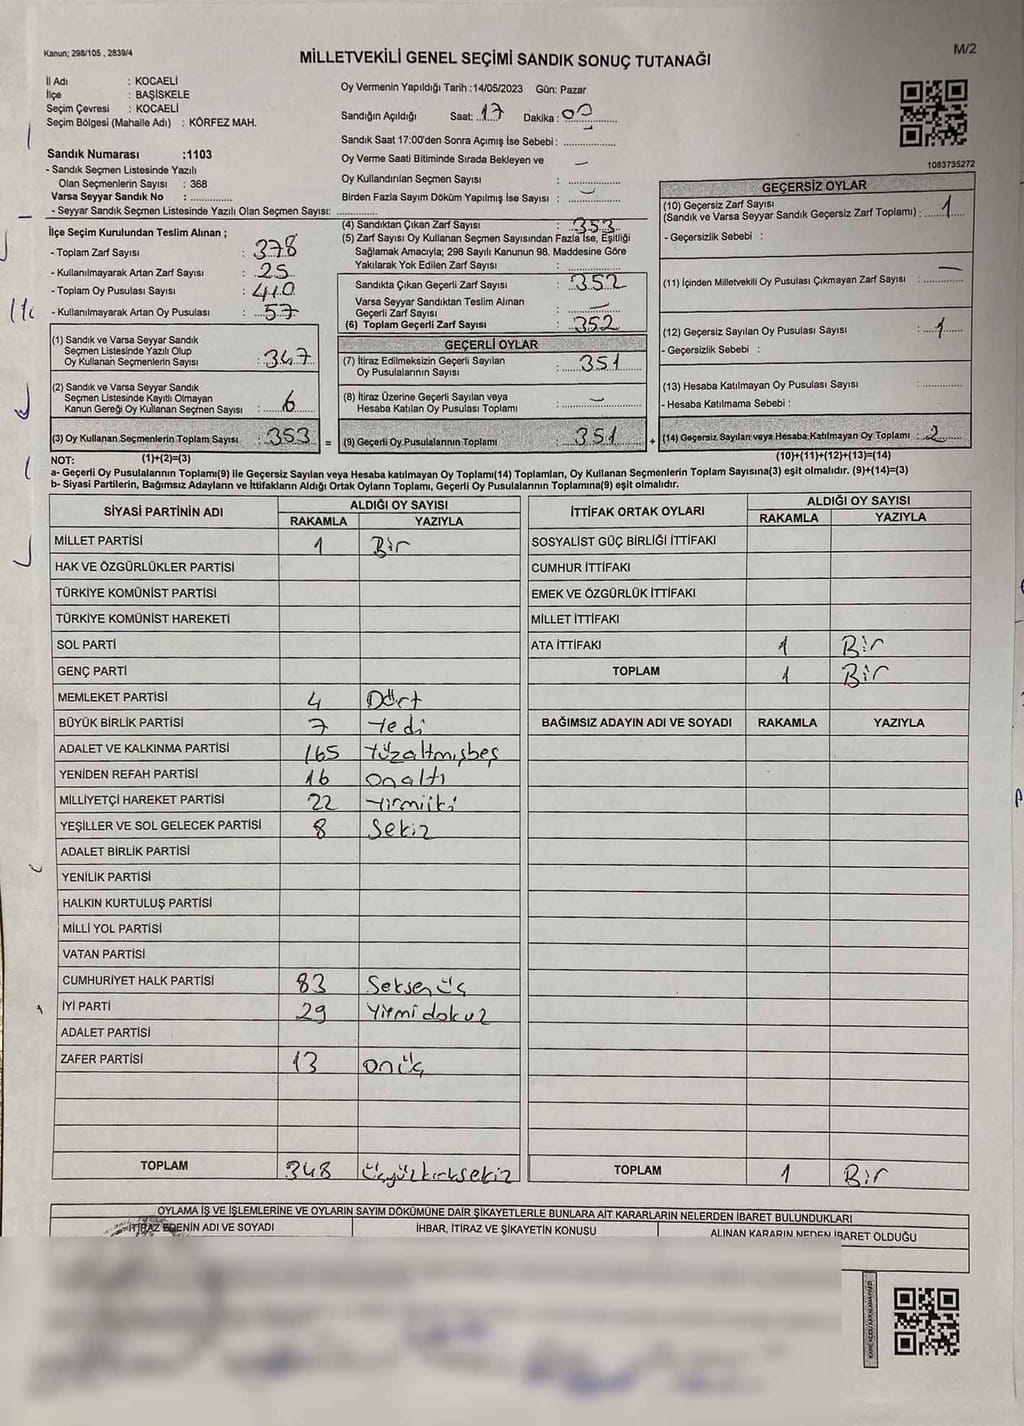 Kanun; 298/105 , 2839/4
MİLLETVEKİLİ GENEL SEÇİMİ SANDIK SONUÇ TUTANAĞI
M/2
İl Adı : KOCAELİ
İlçe : BAŞİSKELE
Seçim Çevresi : KOCAELİ
Seçim Bölgesi (Mahalle Adı) : KÖRFEZ MAH.
Sandık Numarası :1103
- Sandık Seçmen Listesinde Yazılı
Olan Seçmenlerin Sayısı : 368
Varsa Seyyar Sandık No : ..............
- Seyyar Sandık Seçmen Listesinde Yazılı Olan Seçmen Sayısı: ..............
İlçe Seçim Kurulundan Teslim Alınan ;
- Toplam Zarf Sayısı : 378
- Kullanılmayarak Artan Zarf Sayısı : 25
- Toplam Oy Pusulası Sayısı : 410
- Kullanılmayarak Artan Oy Pusulası : 57
(1) Sandık ve Varsa Seyyar Sandık
Seçmen Listesinde Yazılı Olup
Oy Kullanan Seçmenlerin Sayısı : 347
(2) Sandık ve Varsa Seyyar Sandık
Seçmen Listesinde Kayıtlı Olmayan
Kanun Gereği Oy Kullanan Seçmen Sayısı : 6
(3) Oy Kullanan Seçmenlerin Toplam Sayısı : 353 =
Oy Vermenin Yapıldığı Tarih :14/05/2023 Gün: Pazar
Sandığın Açıldığı Saat: 17 Dakika : 00
Sandık Saat 17:00'den Sonra Açımış İse Sebebi : ..............
Oy Verme Saati Bitiminde Sırada Bekleyen ve —
Oy Kullandırılan Seçmen Sayısı : ..............
Birden Fazla Sayım Döküm Yapılmış İse Sayısı : —
(4) Sandıktan Çıkan Zarf Sayısı : 353
(5) Zarf Sayısı Oy Kullanan Seçmen Sayısından Fazla İse, Eşitliği
Sağlamak Amacıyla; 298 Sayılı Kanunun 98. Maddesine Göre
Yakılarak Yok Edilen Zarf Sayısı : ..............
Sandıkta Çıkan Geçerli Zarf Sayısı : 352
Varsa Seyyar Sandıktan Teslim Alınan
Geçerli Zarf Sayısı : —
(6) Toplam Geçerli Zarf Sayısı : 352
GEÇERLİ OYLAR
(7) İtiraz Edilmeksizin Geçerli Sayılan
Oy Pusulalarının Sayısı : 351
(8) İtiraz Üzerine Geçerli Sayılan veya
Hesaba Katılan Oy Pusulası Toplamı : —
(9) Geçerli Oy Pusulalarının Toplamı : 351 +
1083735272
GEÇERSİZ OYLAR
(10) Geçersiz Zarf Sayısı
(Sandık ve Varsa Seyyar Sandık Geçersiz Zarf Toplamı) : 1
- Geçersizlik Sebebi :
(11) İçinden Milletvekili Oy Pusulası Çıkmayan Zarf Sayısı : —
(12) Geçersiz Sayılan Oy Pusulası Sayısı : 1
- Geçersizlik Sebebi :
(13) Hesaba Katılmayan Oy Pusulası Sayısı : ..............
- Hesaba Katılmama Sebebi :
(14) Geçersiz Sayılan veya Hesaba Katılmayan Oy Toplamı : 2
NOT: (1)+(2)=(3)
(10)+(11)+(12)+(13)=(14)
a- Geçerli Oy Pusulalarının Toplamı(9) ile Geçersiz Sayılan veya Hesaba katılmayan Oy Toplamı(14) Toplamları, Oy Kullanan Seçmenlerin Toplam Sayısına(3) eşit olmalıdır. (9)+(14)=(3)
b- Siyasi Partilerin, Bağımsız Adayların ve İttifakların Aldığı Ortak Oyların Toplamı, Geçerli Oy Pusulalarının Toplamına(9) eşit olmalıdır.
SİYASİ PARTİNİN ADI ALDIĞI OY SAYISI
RAKAMLA YAZIYLA
MİLLET PARTİSİ 1 Bir
HAK VE ÖZGÜRLÜKLER PARTİSİ
TÜRKİYE KOMÜNİST PARTİSİ
TÜRKİYE KOMÜNİST HAREKETİ
SOL PARTİ
GENÇ PARTİ
MEMLEKET PARTİSİ 4 Dört
BÜYÜK BİRLİK PARTİSİ 7 Yedi
ADALET VE KALKINMA PARTİSİ 165 Yüzaltmışbeş
YENİDEN REFAH PARTİSİ 16 onaltı
MİLLİYETÇİ HAREKET PARTİSİ 22 Yirmiiki
YEŞİLLER VE SOL GELECEK PARTİSİ 8 Sekiz
ADALET BİRLİK PARTİSİ
YENİLİK PARTİSİ
HALKIN KURTULUŞ PARTİSİ
MİLLİ YOL PARTİSİ
VATAN PARTİSİ
CUMHURİYET HALK PARTİSİ 83 Seksenüç
İYİ PARTİ 29 Yirmidokuz
ADALET PARTİSİ
ZAFER PARTİSİ 13 onüç
TOPLAM 348 üçyüzkırksekiz
İTTİFAK ORTAK OYLARI ALDIĞI OY SAYISI
RAKAMLA YAZIYLA
SOSYALİST GÜÇ BİRLİĞİ İTTİFAKI
CUMHUR İTTİFAKI
EMEK VE ÖZGÜRLÜK İTTİFAKI
MİLLET İTTİFAKI
ATA İTTİFAKI 1 Bir
TOPLAM 1 Bir
BAĞIMSIZ ADAYIN ADI VE SOYADI RAKAMLA YAZIYLA
TOPLAM 1 Bir
OYLAMA İŞ VE İŞLEMLERİNE VE OYLARIN SAYIM DÖKÜMÜNE DAİR ŞİKAYETLERLE BUNLARA AİT KARARLARIN NELERDEN İBARET BULUNDUKLARI
İTİRAZ EDENİN ADI VE SOYADI İHBAR, İTİRAZ VE ŞİKAYETİN KONUSU ALINAN KARARIN NEDEN İBARET OLDUĞU